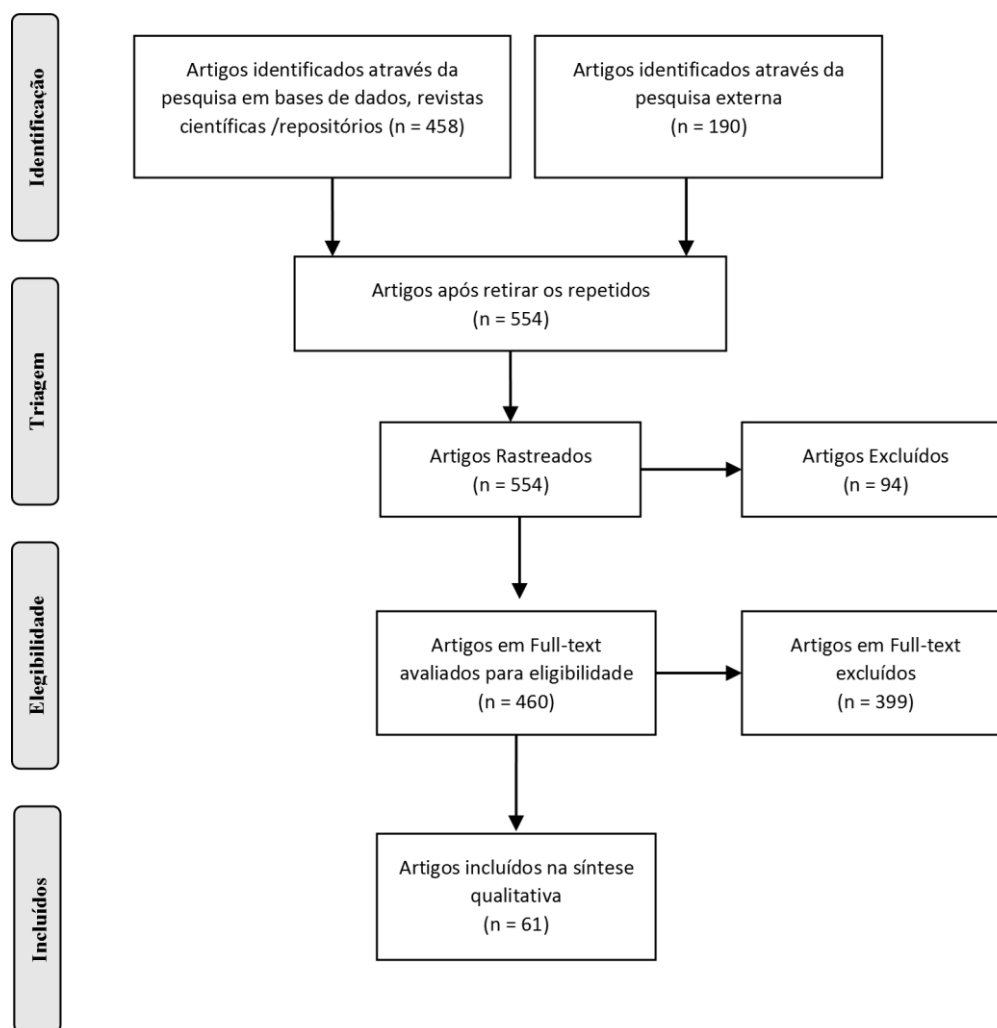 Identificação
Artigos identificados através da
pesquisa em bases de dados, revistas
científicas /repositórios (n = 458)
Artigos identificados através da
pesquisa externa
(n = 190)
Triagem
Artigos após retirar os repetidos
(n = 554)
Artigos Rastreados
(n = 554)
Artigos Excluídos
(n = 94)
Elegibilidade
Artigos em Full-text
avaliados para eligibilidade
(n = 460)
Artigos em Full-text
excluídos
(n = 399)
Incluídos
Artigos incluídos na síntese
qualitativa
(n = 61)